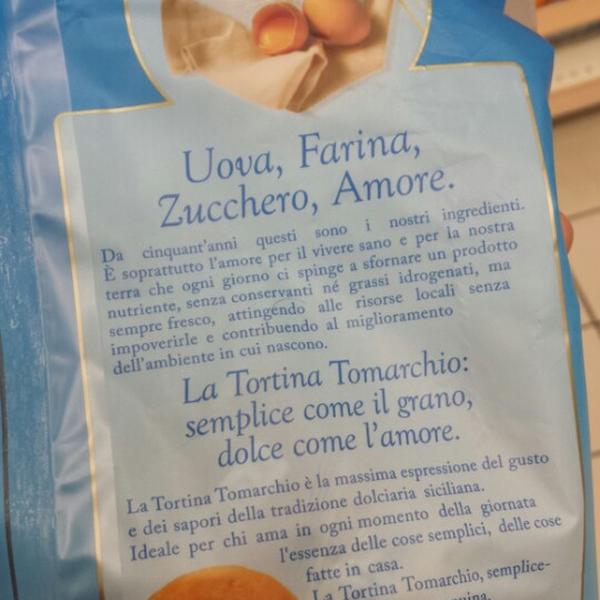 Uova, Farina,
Zucchero, Amore.
Da cinquant'anni questi sono i nostri ingredienti.
È soprattutto l'amore per il vivere sano e per la nostra
terra che ogni giorno ci spinge a sfornare un prodotto
nutriente, senza conservanti né grassi idrogenati, ma
sempre fresco, attingendo alle risorse locali senza
impoverirle e contribuendo al miglioramento
dell'ambiente in cui nascono.
La Tortina Tomarchio:
semplice come il grano,
dolce come l'amore.
La Tortina Tomarchio è la massima espressione del gusto
e dei sapori della tradizione dolciaria siciliana.
Ideale per chi ama in ogni momento della giornata
l'essenza delle cose semplici, delle cose
fatte in casa.
La Tortina Tomarchio, semplice-